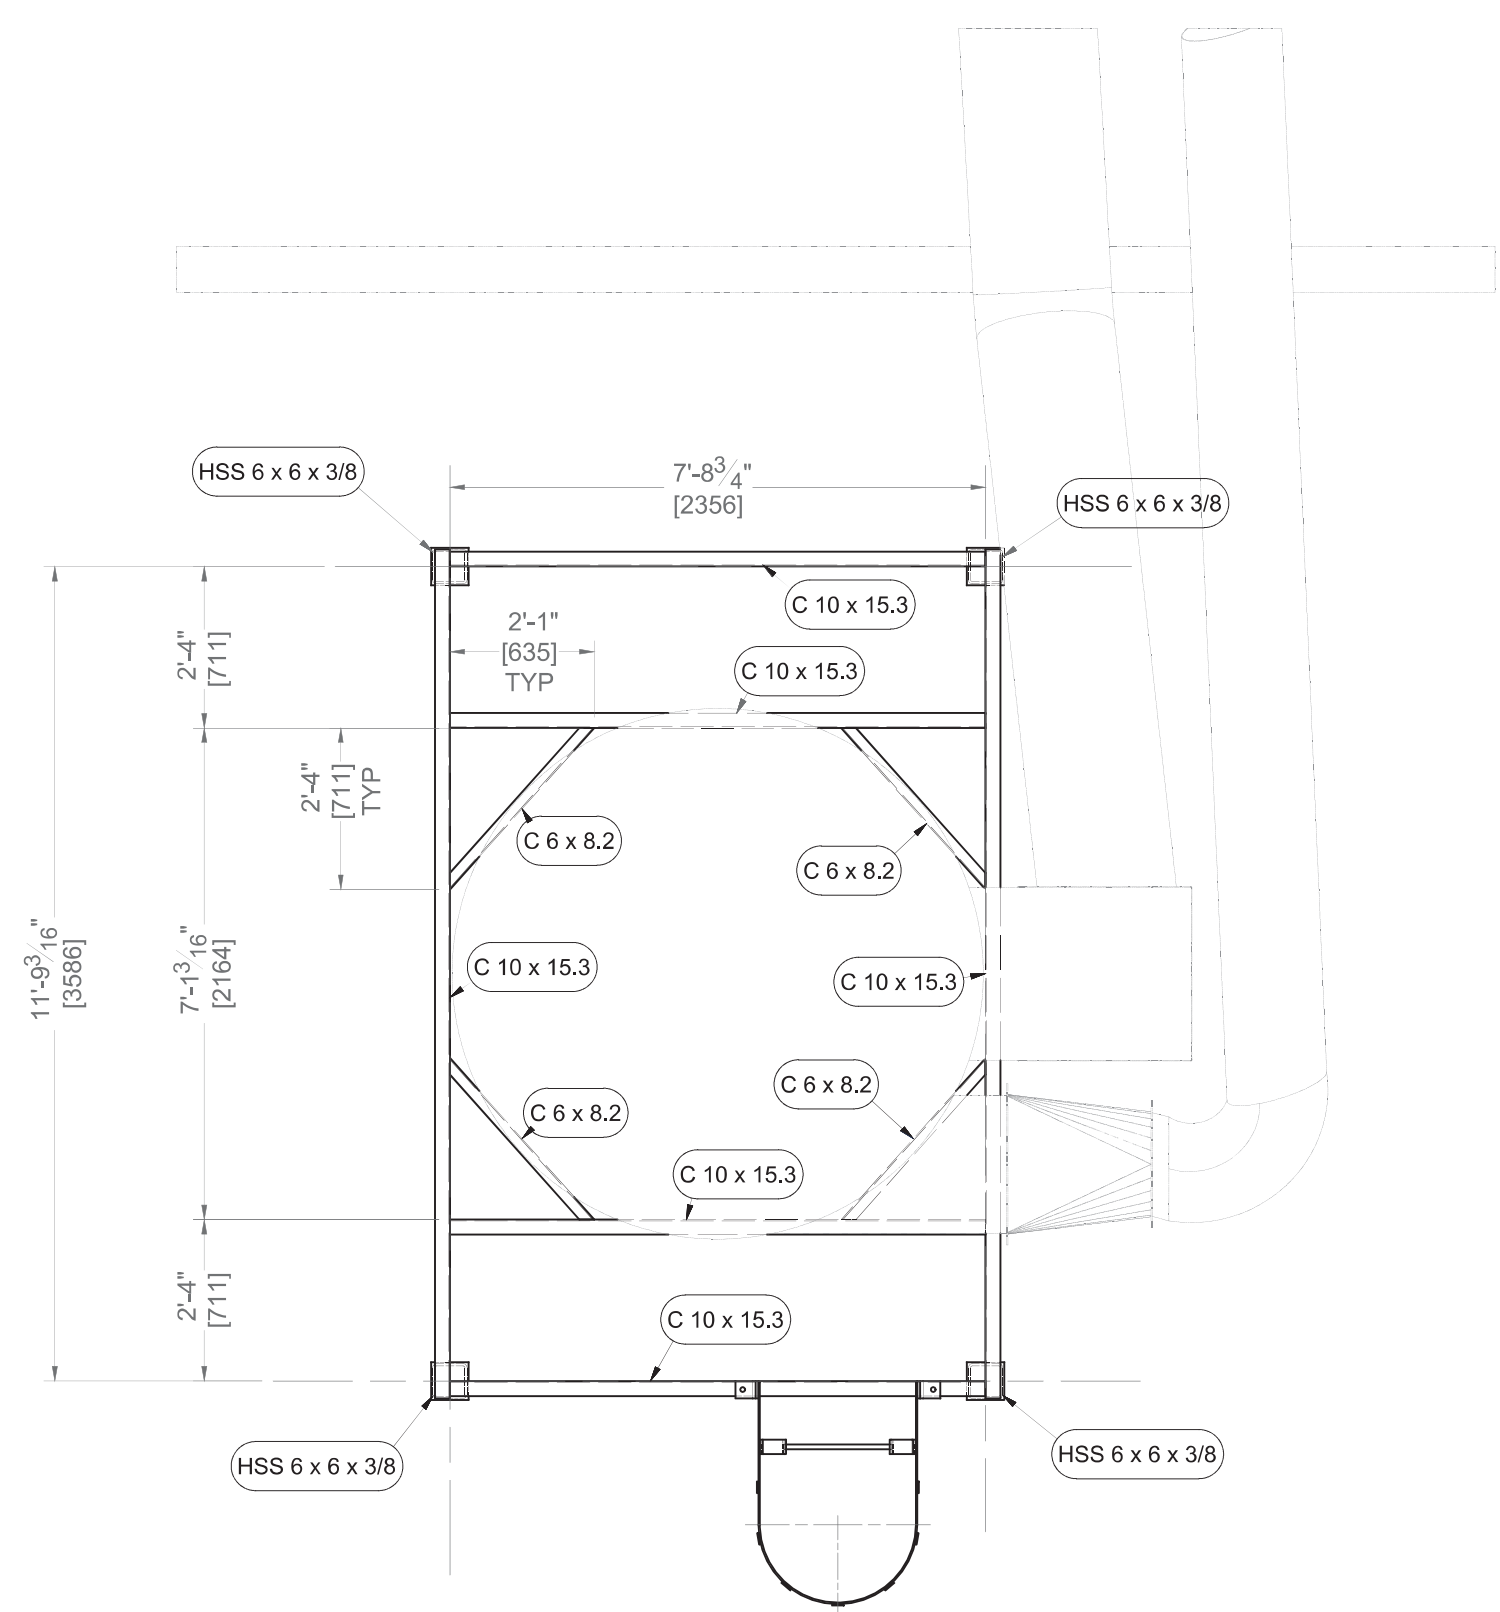 HSS 6 x 6 x 3/8
7'-8 3/4"
[2356]
HSS 6 x 6 x 3/8
C 10 x 15.3
2'-4"
[711]
2'-1"
[635]
TYP
C 10 x 15.3
2'-4"
[711]
TYP
C 6 x 8.2
C 6 x 8.2
11'-9 3/16"
[3586]
7'-1 3/16"
[2164]
C 10 x 15.3
C 10 x 15.3
C 6 x 8.2
C 6 x 8.2
C 10 x 15.3
2'-4"
[711]
C 10 x 15.3
HSS 6 x 6 x 3/8
HSS 6 x 6 x 3/8